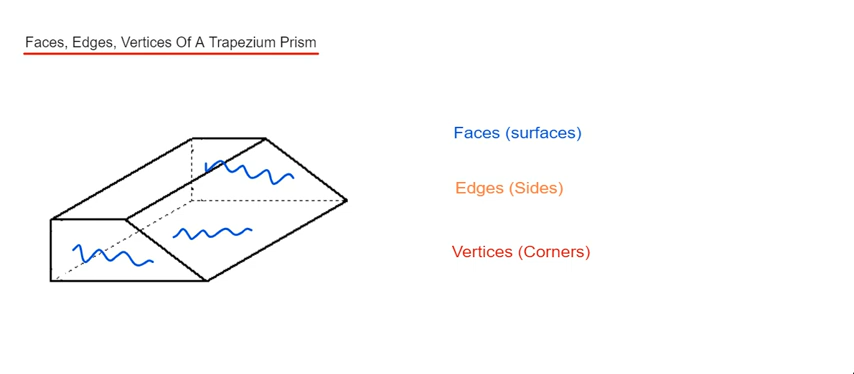 Faces, Edges, Vertices Of A Trapezium Prism
Faces (surfaces)
Edges (Sides)
Vertices (Corners)